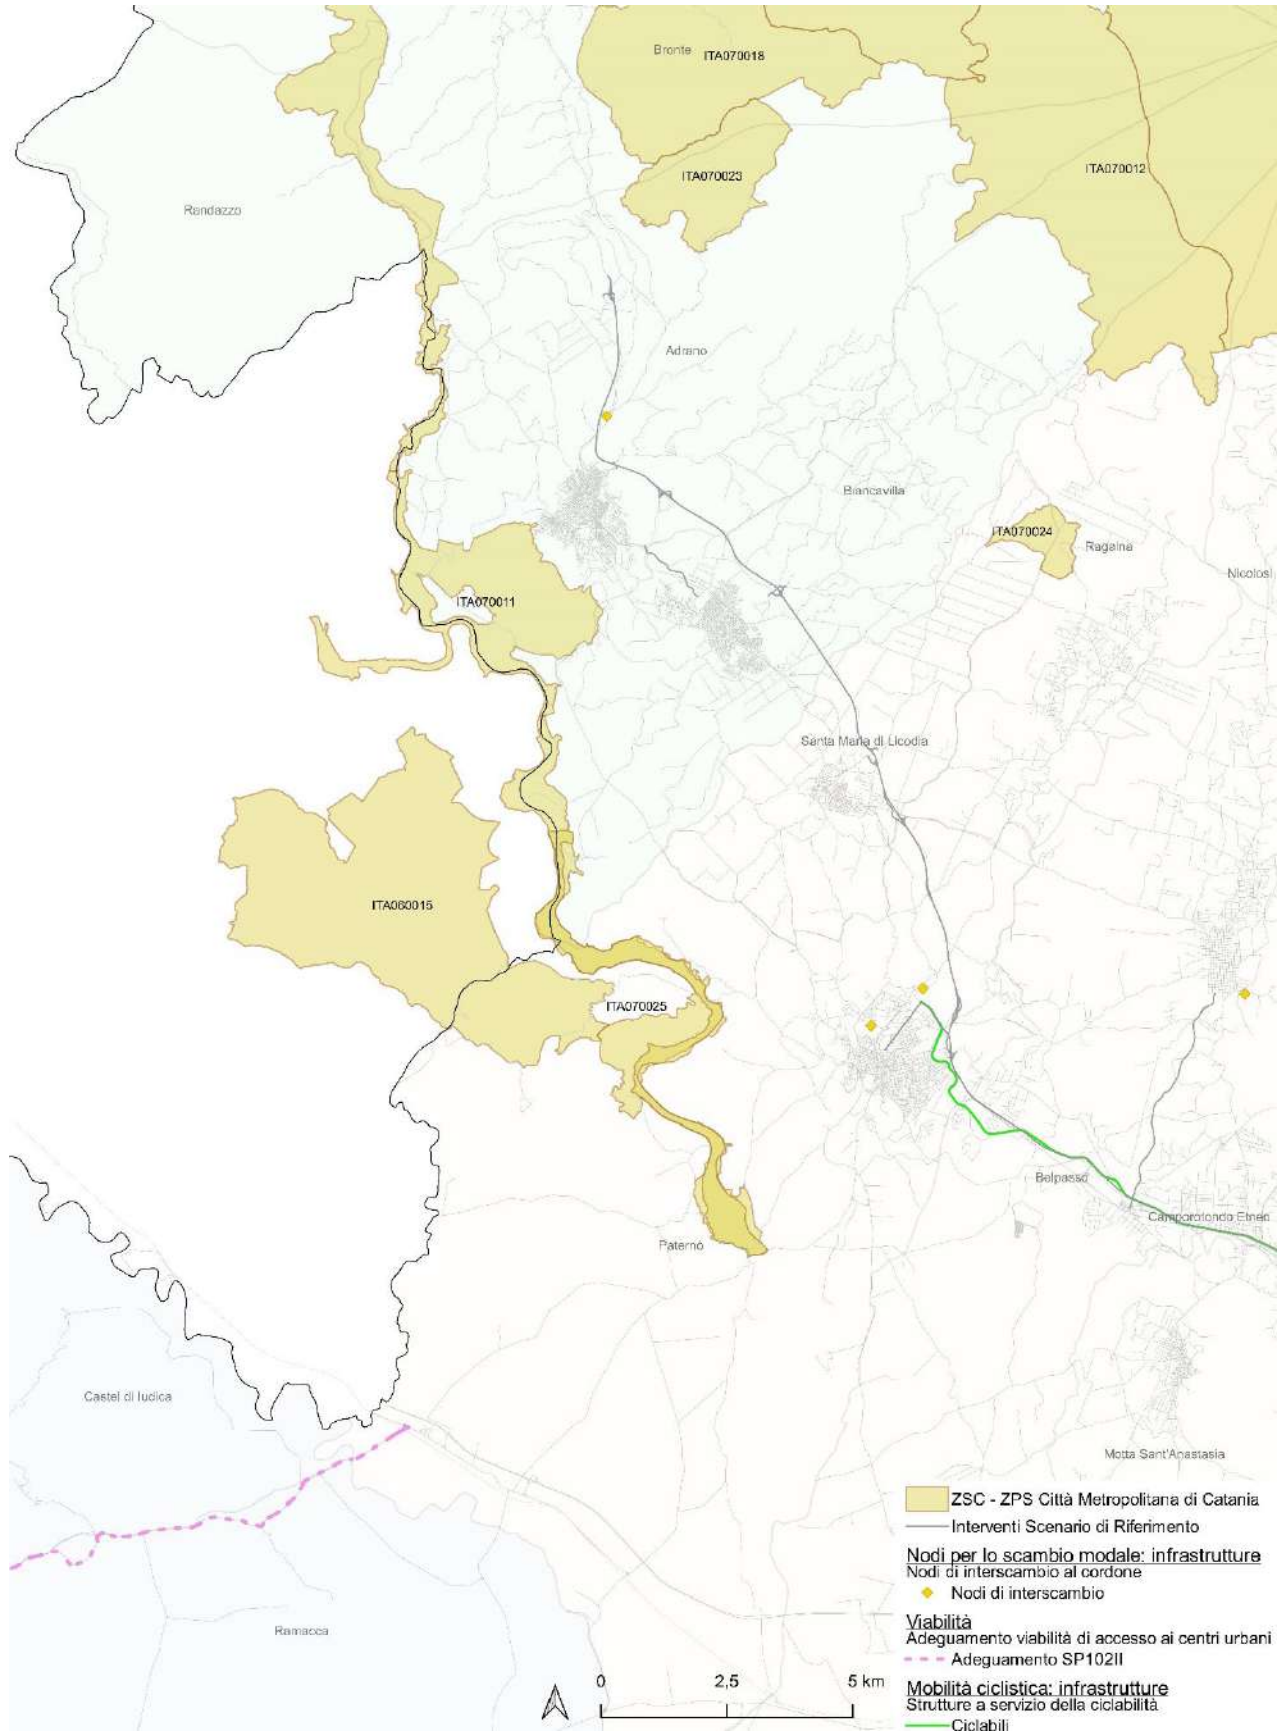 Bronte
ITA070018
ITA070023
ITA070012
Randazzo
Adrano
Biancavilla
ITA070024
Ragalna
Nicolosi
ITA070011
Santa Maria di Licodia
ITA060015
ITA070025
Belpasso
Camporotondo Etneo
Paternò
Castel di Iudica
Motta Sant'Anastasia
Ramacca
ZSC - ZPS Città Metropolitana di Catania
Interventi Scenario di Riferimento
Nodi per lo scambio modale: infrastrutture
Nodi di interscambio al cordone
Nodi di interscambio
Viabilità
Adeguamento viabilità di accesso ai centri urbani
Adeguamento SP102II
Mobilità ciclistica: infrastrutture
Strutture a servizio della ciclabilità
Ciclabili
0 2,5 5 km